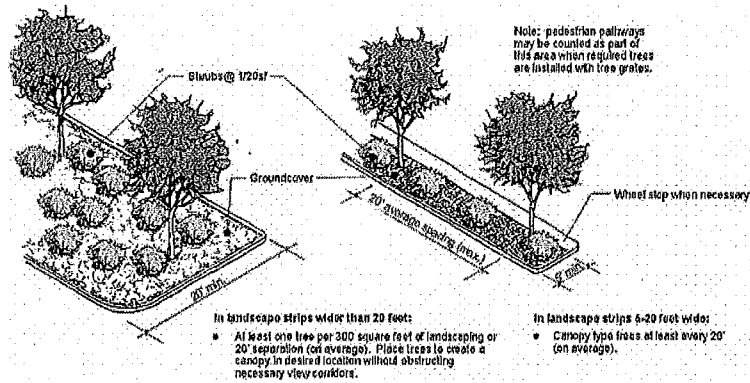 Note: pedestrian pathways
may be counted as part of
this area when required trees
are installed with tree grates.
Shrubs@ 1/20sf
Groundcover
Wheel stop when necessary
20' average spacing (max.)
20' min.
min.
In landscape strips wider than 20 feet:
• At least one tree per 300 square feet of landscaping or
20' separation (on average). Place trees to create a
canopy in desired location without obstructing
necessary view corridors.
In landscape strips 5-20 feet wide:
• Canopy type trees at least every 20'
(on average).